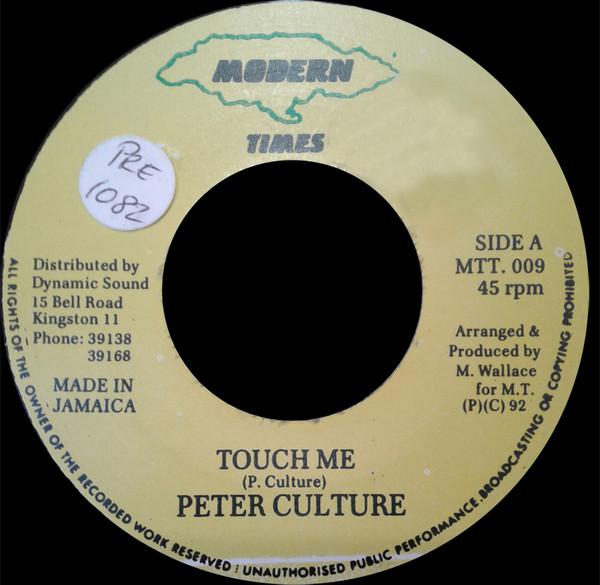 MODERN
TIMES
PRE
1082
SIDE A
MTT. 009
45 rpm
Distributed by
Dynamic Sound
15 Bell Road
Kingston 11
Phone: 39138
39168
MADE IN
JAMAICA
Arranged &
Produced by
M. Wallace
for M.T.
(P)(C) 92
TOUCH ME
(P. Culture)
PETER CULTURE
ALL RIGHTS OF THE OWNER OF THE RECORDED WORK RESERVED : UNAUTHORISED PUBLIC PERFORMANCE.BROADCASTING OR COPYING PROHIBITED